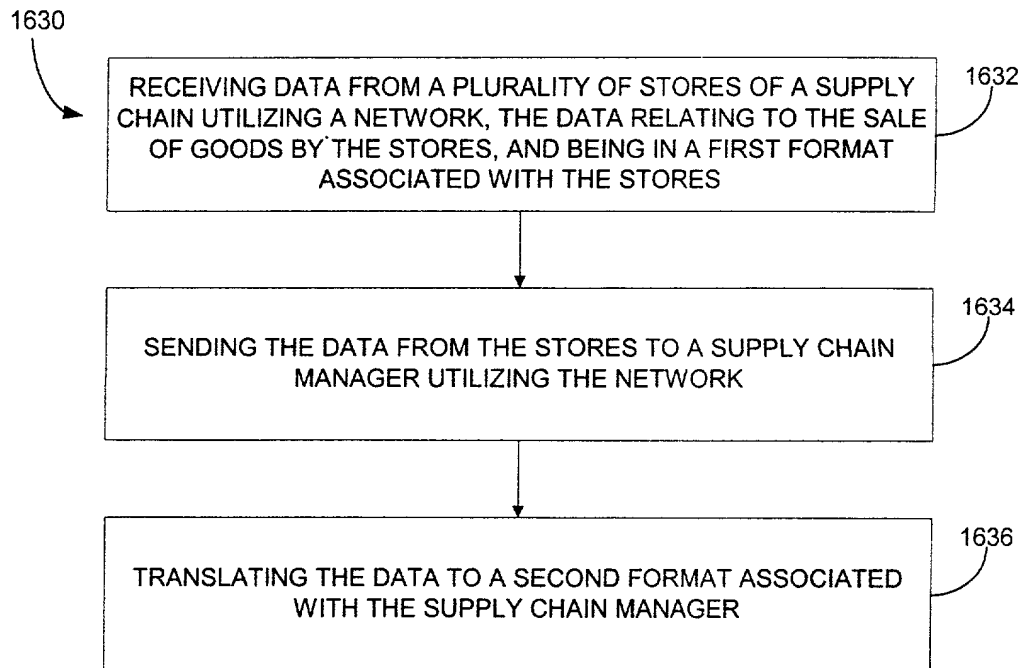 1630
1632
RECEIVING DATA FROM A PLURALITY OF STORES OF A SUPPLY
CHAIN UTILIZING A NETWORK, THE DATA RELATING TO THE SALE
OF GOODS BY THE STORES, AND BEING IN A FIRST FORMAT
ASSOCIATED WITH THE STORES
1634
SENDING THE DATA FROM THE STORES TO A SUPPLY CHAIN
MANAGER UTILIZING THE NETWORK
1636
TRANSLATING THE DATA TO A SECOND FORMAT ASSOCIATED
WITH THE SUPPLY CHAIN MANAGER